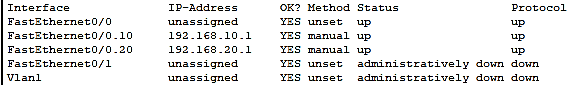 Interface IP-Address OK? Method Status Protocol
FastEthernet0/0 unassigned YES unset up up
FastEthernet0/0.10 192.168.10.1 YES manual up up
FastEthernet0/0.20 192.168.20.1 YES manual up up
FastEthernet0/1 unassigned YES unset administratively down down
Vlan1 unassigned YES unset administratively down down